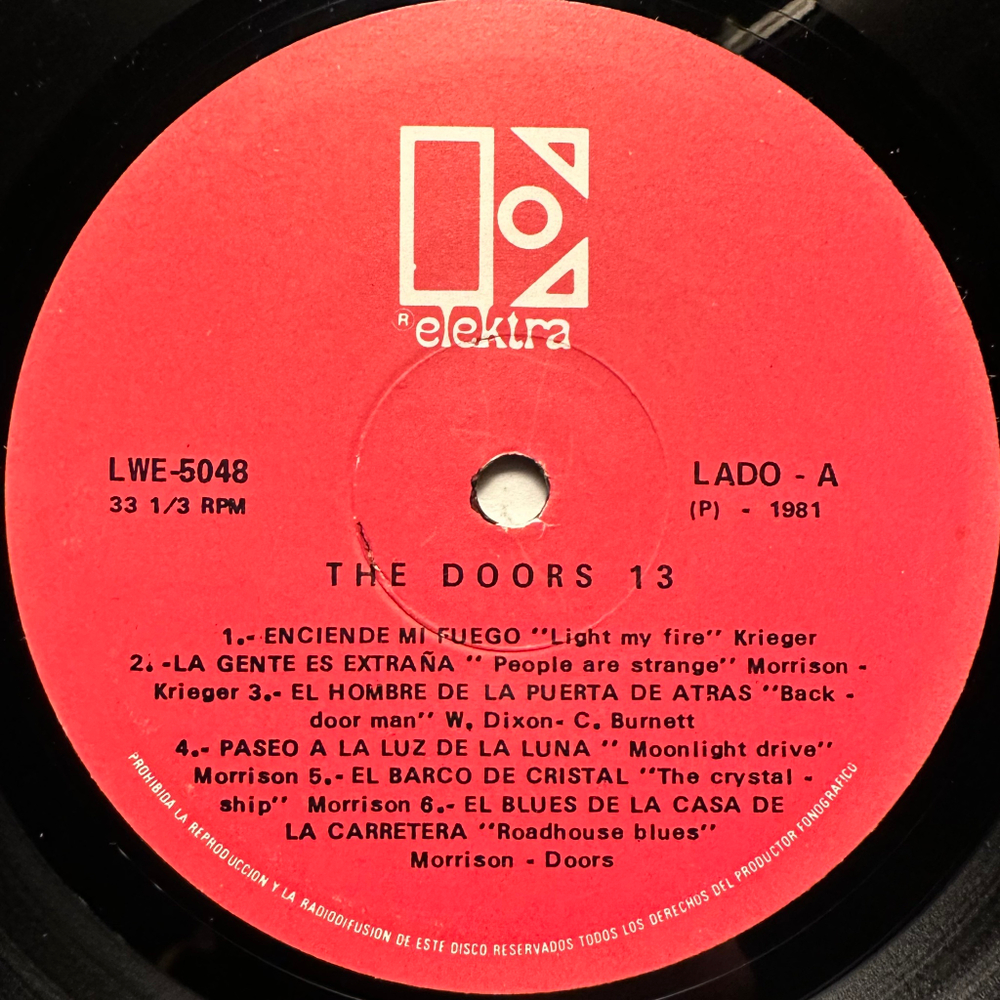 ® elektra
LWE-5048
33 1/3 RPM
LADO - A
(P) - 1981
THE DOORS 13
1.- ENCIENDE MI FUEGO "Light my fire" Krieger
2. -LA GENTE ES EXTRAÑA " People are strange" Morrison -
Krieger 3.- EL HOMBRE DE LA PUERTA DE ATRAS "Back -
door man" W. Dixon- C. Burnett
4.- PASEO A LA LUZ DE LA LUNA " Moonlight drive"
Morrison 5.- EL BARCO DE CRISTAL "The crystal -
ship" Morrison 6.- EL BLUES DE LA CASA DE
LA CARRETERA "Roadhouse blues"
Morrison - Doors
PROHIBIDA LA REPRODUCCION Y LA RADIODIFUSION DE ESTE DISCO RESERVADOS TODOS LOS DERECHOS DEL PRODUCTOR FONOGRAFICO